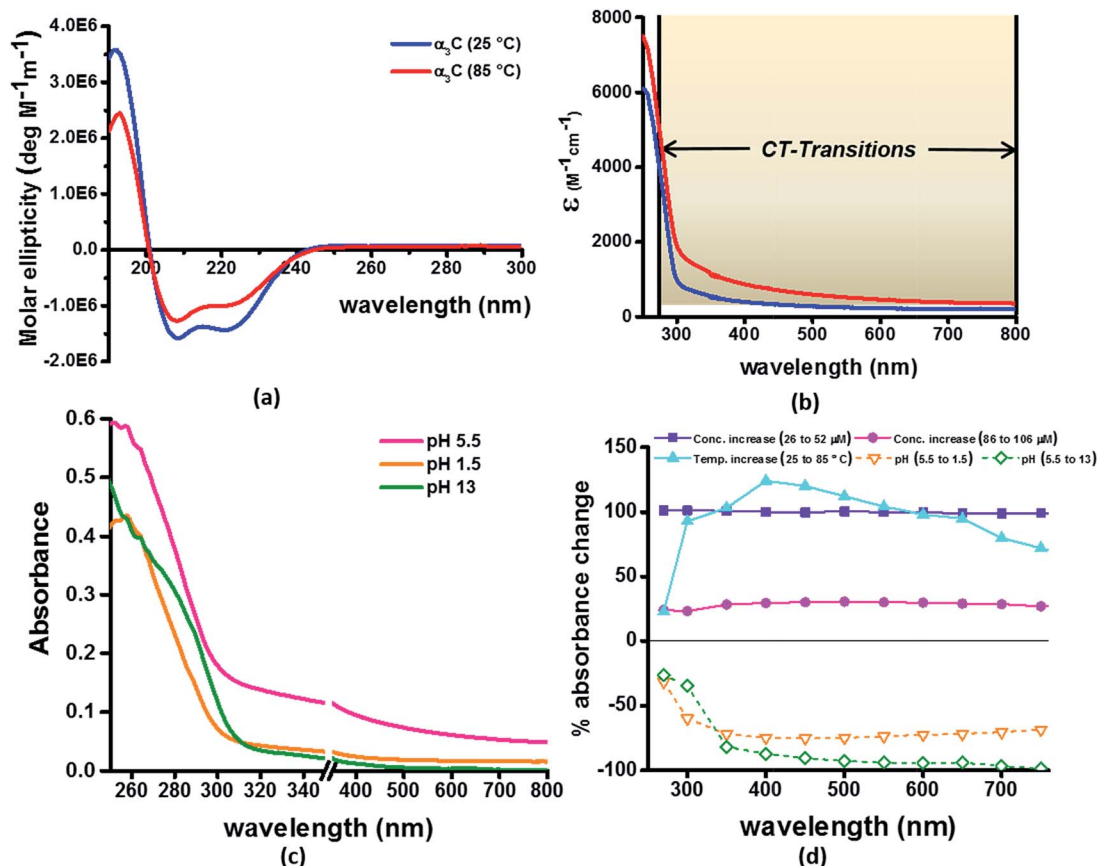 4.0E6
α₃C (25 °C)
α₃C (85 °C)
3.0E6
2.0E6
1.0E6
0.0
-1.0E6
-2.0E6
200 220 240 260 280 300
Molar ellipticity (deg M⁻¹m⁻¹)
wavelength (nm)
(a)
8000
6000
4000
2000
0
CT-Transitions
ε (M⁻¹cm⁻¹)
300 400 500 600 700 800
wavelength (nm)
(b)
0.6
0.5
0.4
0.3
0.2
0.1
0.0
pH 5.5
pH 1.5
pH 13
Absorbance
260 280 300 320 340 400 500 600 700 800
wavelength (nm)
(c)
Conc. increase (26 to 52 µM) Conc. increase (86 to 106 µM)
Temp. increase (25 to 85 °C) pH (5.5 to 1.5) pH (5.5 to 13)
150
100
50
0
-50
-100
% absorbance change
300 400 500 600 700
wavelength (nm)
(d)